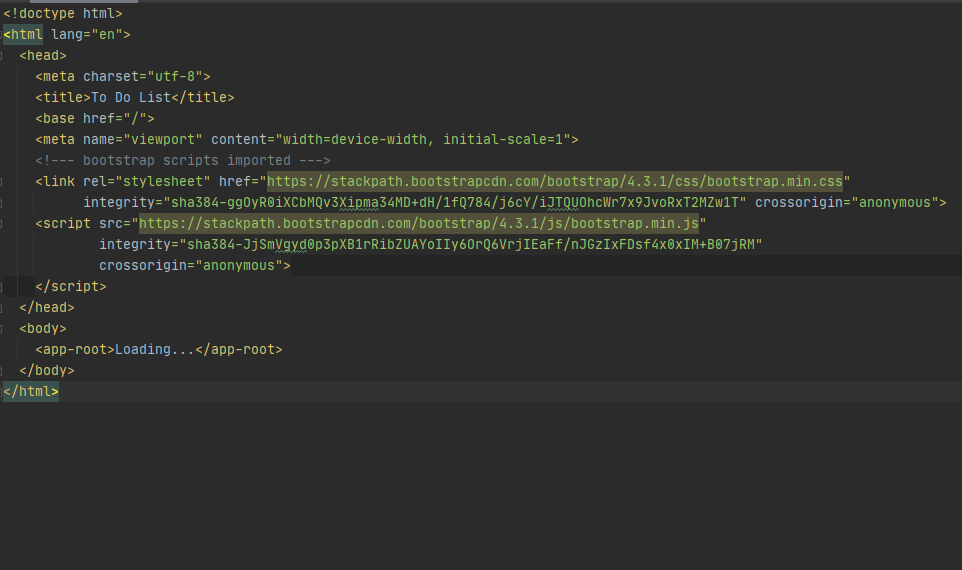 <!doctype html>
<html lang="en">
<head>
<meta charset="utf-8">
<title>To Do List</title>
<base href="/">
<meta name="viewport" content="width=device-width, initial-scale=1">
<!--- bootstrap scripts imported --->
<link rel="stylesheet" href="https://stackpath.bootstrapcdn.com/bootstrap/4.3.1/css/bootstrap.min.css"
integrity="sha384-ggOyR0iXCbMQv3Xipma34MD+dH/1fQ784/j6cY/iJTQUOhcWr7x9JvoRxT2MZw1T" crossorigin="anonymous">
<script src="https://stackpath.bootstrapcdn.com/bootstrap/4.3.1/js/bootstrap.min.js"
integrity="sha384-JjSmVgyd0p3pXB1rRibZUAYoIIy6OrQ6VrjIEaFf/nJGzIxFDsf4x0xIM+B07jRM"
crossorigin="anonymous">
</script>
</head>
<body>
<app-root>Loading...</app-root>
</body>
</html>